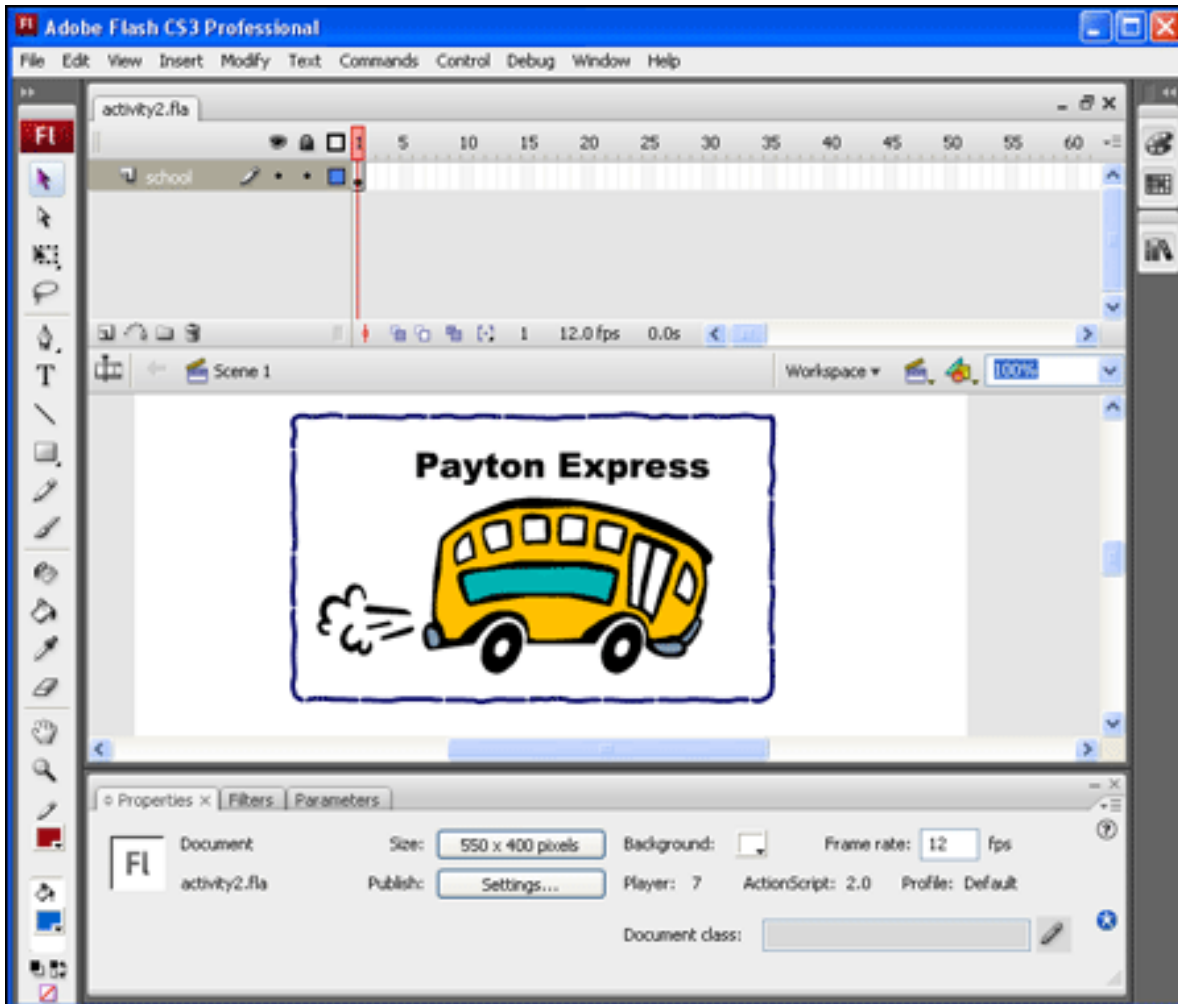 Fl Adobe Flash CS3 Professional
File Edit View Insert Modify Text Commands Control Debug Window Help
activity2.fla
Fl
1 5 10 15 20 25 30 35 40 45 50 55 60
school
1 12.0 fps 0.0s
Scene 1 Workspace 100%
T
Payton Express
Properties × Filters Parameters
Fl Document Size: 550 x 400 pixels Background: Frame rate: 12 fps
activity2.fla Publish: Settings... Player: 7 ActionScript: 2.0 Profile: Default
Document class: